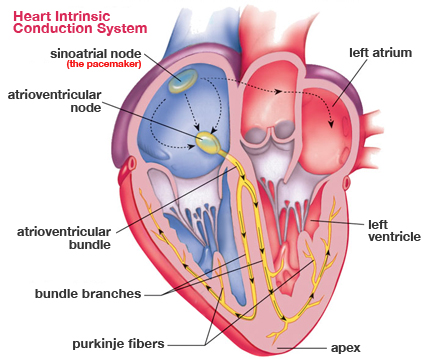 Heart Intrinsic
Conduction System
sinoatrial node
(the pacemaker)
left atrium
atrioventricular
node
atrioventricular
bundle
left
ventricle
bundle branches
purkinje fibers
apex